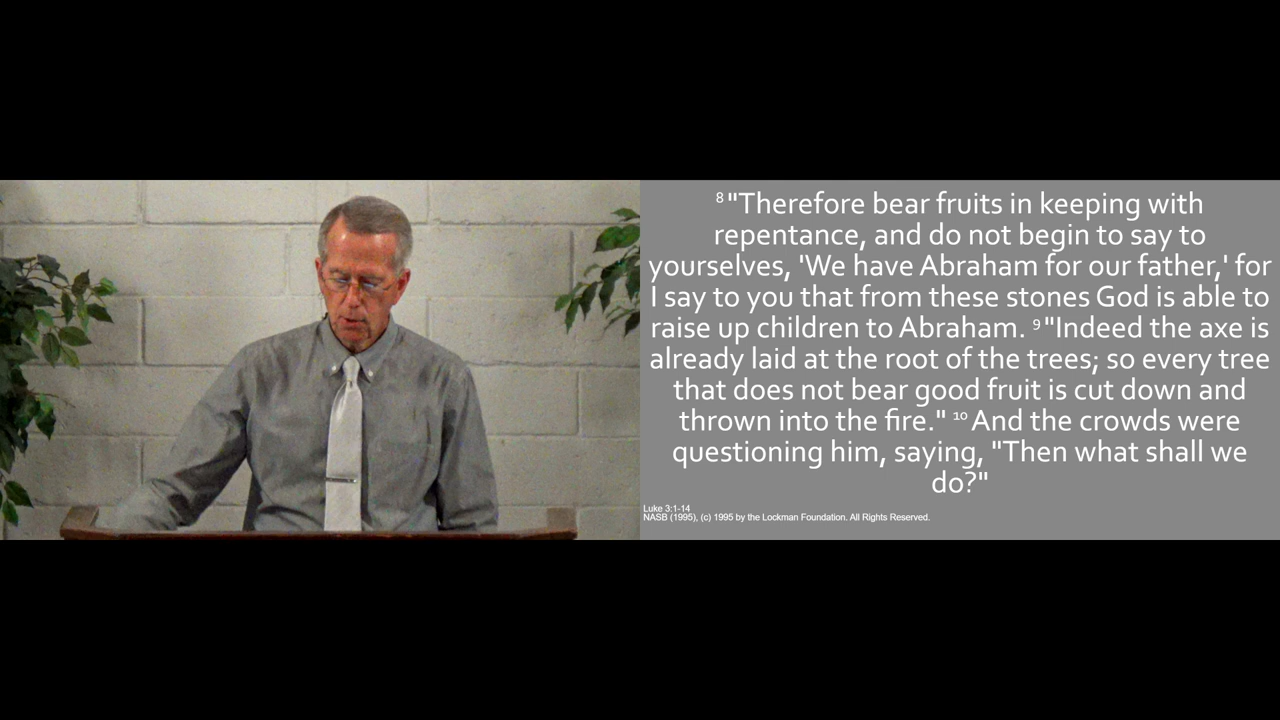 8 "Therefore bear fruits in keeping with
repentance, and do not begin to say to
yourselves, 'We have Abraham for our father,' for
I say to you that from these stones God is able to
raise up children to Abraham. 9 "Indeed the axe is
already laid at the root of the trees; so every tree
that does not bear good fruit is cut down and
thrown into the fire." 10 And the crowds were
questioning him, saying, "Then what shall we
do?"
Luke 3:1-14
NASB (1995), (c) 1995 by the Lockman Foundation. All Rights Reserved.